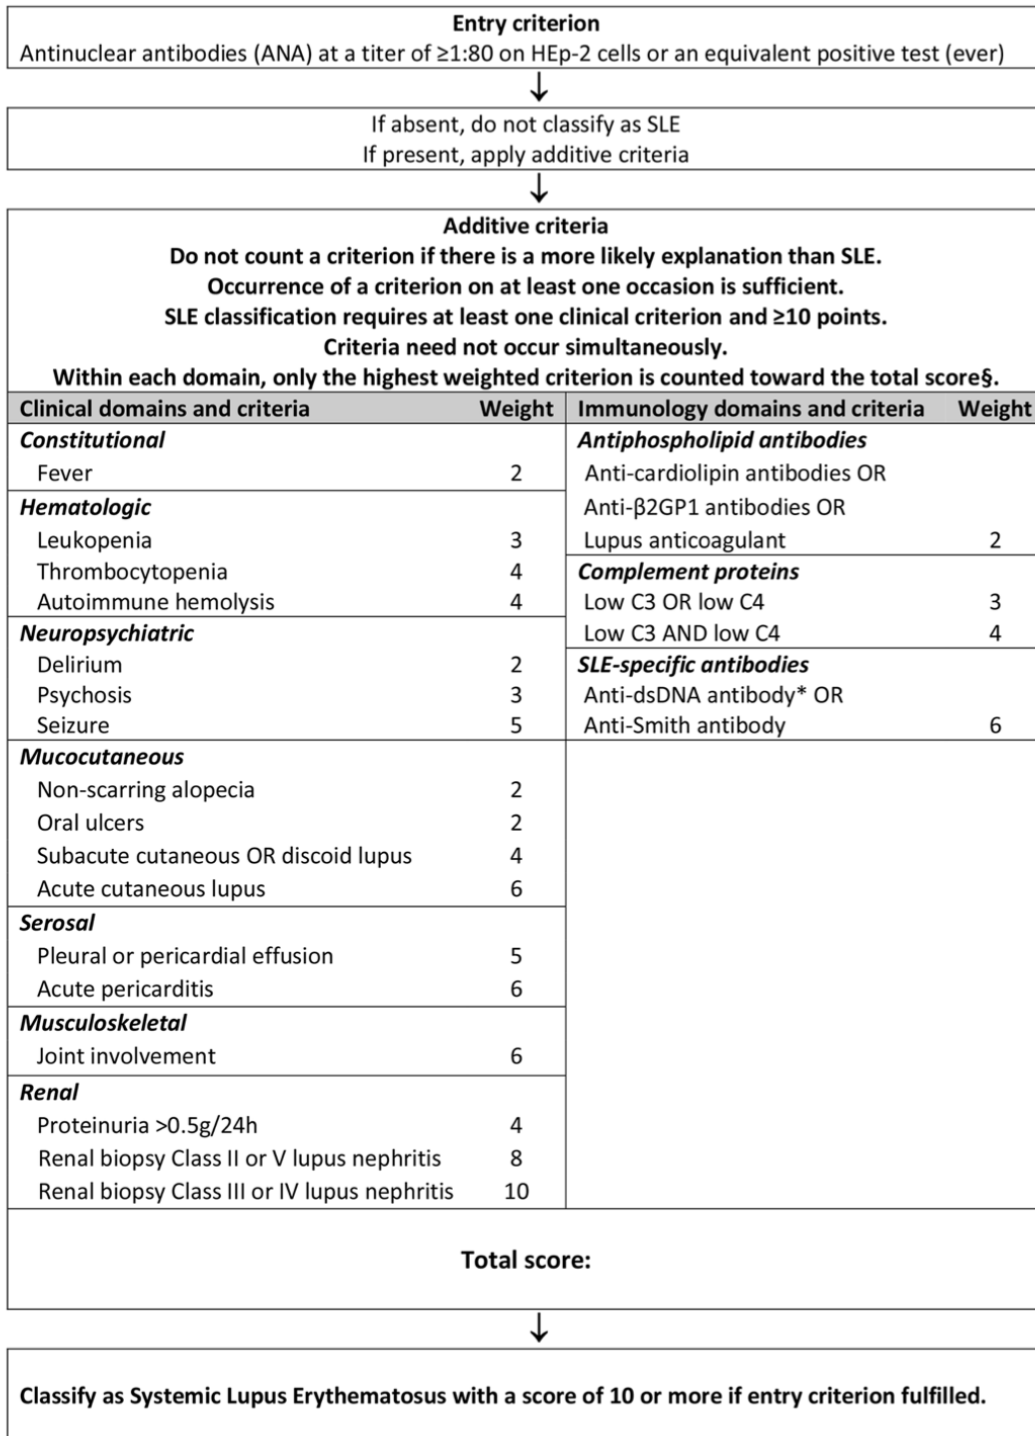 Entry criterion
Antinuclear antibodies (ANA) at a titer of ≥1:80 on HEp-2 cells or an equivalent positive test (ever)
If absent, do not classify as SLE
If present, apply additive criteria
Additive criteria
Do not count a criterion if there is a more likely explanation than SLE.
Occurrence of a criterion on at least one occasion is sufficient.
SLE classification requires at least one clinical criterion and ≥10 points.
Criteria need not occur simultaneously.
Within each domain, only the highest weighted criterion is counted toward the total score§.
Clinical domains and criteria Weight
Constitutional
Fever 2
Hematologic
Leukopenia 3
Thrombocytopenia 4
Autoimmune hemolysis 4
Neuropsychiatric
Delirium 2
Psychosis 3
Seizure 5
Mucocutaneous
Non-scarring alopecia 2
Oral ulcers 2
Subacute cutaneous OR discoid lupus 4
Acute cutaneous lupus 6
Serosal
Pleural or pericardial effusion 5
Acute pericarditis 6
Musculoskeletal
Joint involvement 6
Renal
Proteinuria >0.5g/24h 4
Renal biopsy Class II or V lupus nephritis 8
Renal biopsy Class III or IV lupus nephritis 10
Immunology domains and criteria Weight
Antiphospholipid antibodies
Anti-cardiolipin antibodies OR
Anti-β2GP1 antibodies OR
Lupus anticoagulant 2
Complement proteins
Low C3 OR low C4 3
Low C3 AND low C4 4
SLE-specific antibodies
Anti-dsDNA antibody* OR
Anti-Smith antibody 6
Total score:
Classify as Systemic Lupus Erythematosus with a score of 10 or more if entry criterion fulfilled.